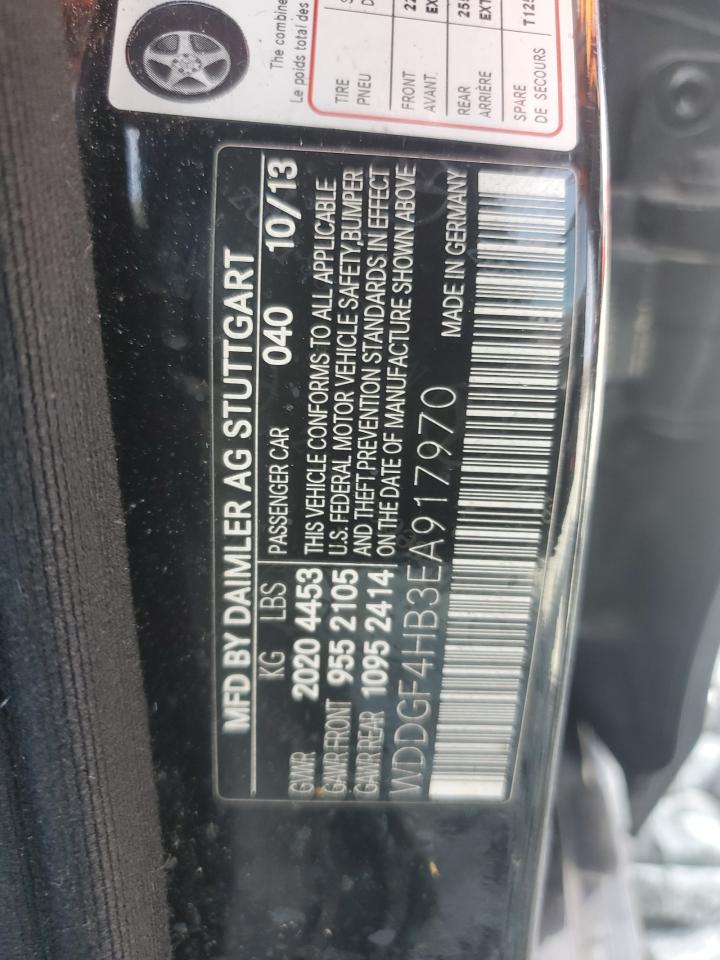 The combine
Le poids total des
TIRE
PNEU
FRONT
AVANT
REAR
ARRIÈRE
SPARE
DE SECOURS
MFD BY DAIMLER AG STUTTGART
KG LBS PASSENGER CAR 040 10/13
GVWR 2020 4453 THIS VEHICLE CONFORMS TO ALL APPLICABLE
GAWR FRONT 955 2105 U.S. FEDERAL MOTOR VEHICLE SAFETY,BUMPER
GAWR REAR 1095 2414 AND THEFT PREVENTION STANDARDS IN EFFECT
ON THE DATE OF MANUFACTURE SHOWN ABOVE
WDDGF4HB3EA917970 MADE IN GERMANY